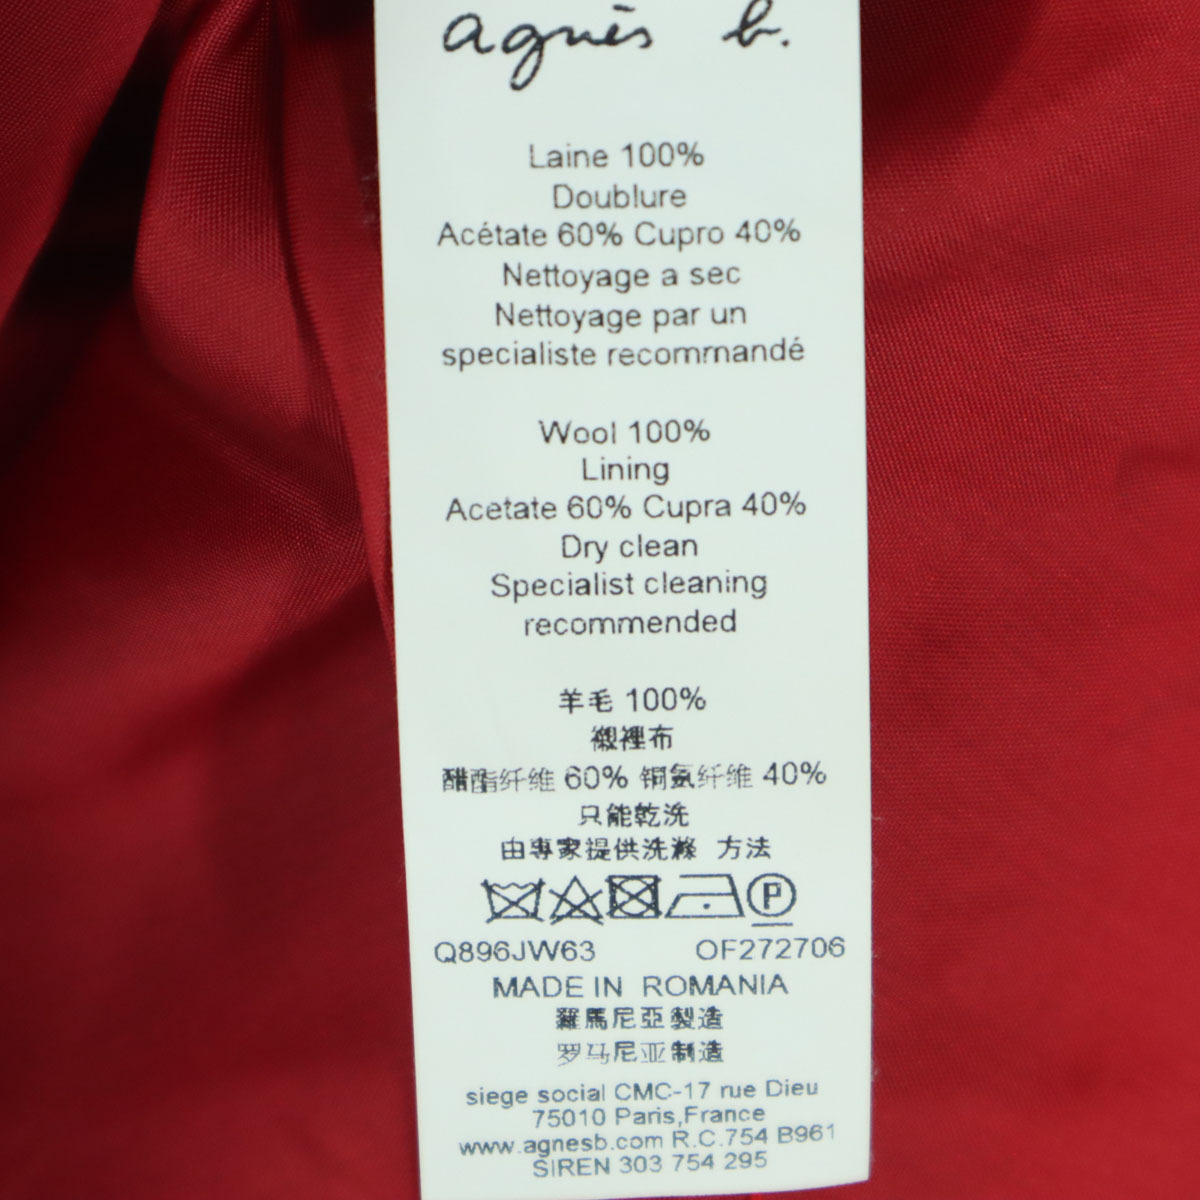 agnès b.
Laine 100%
Doublure
Acétate 60% Cupro 40%
Nettoyage a sec
Nettoyage par un
specialiste recommandé
Wool 100%
Lining
Acetate 60% Cupra 40%
Dry clean
Specialist cleaning
recommended
羊毛 100%
襯裡布
醋酯纤维 60% 铜氨纤维 40%
只能乾洗
由專家提供洗滌 方法
P
Q896JW63 OF272706
MADE IN ROMANIA
羅馬尼亞製造
罗马尼亚制造
siege social CMC-17 rue Dieu
75010 Paris,France
www.agnesb.com R.C.754 B961
SIREN 303 754 295